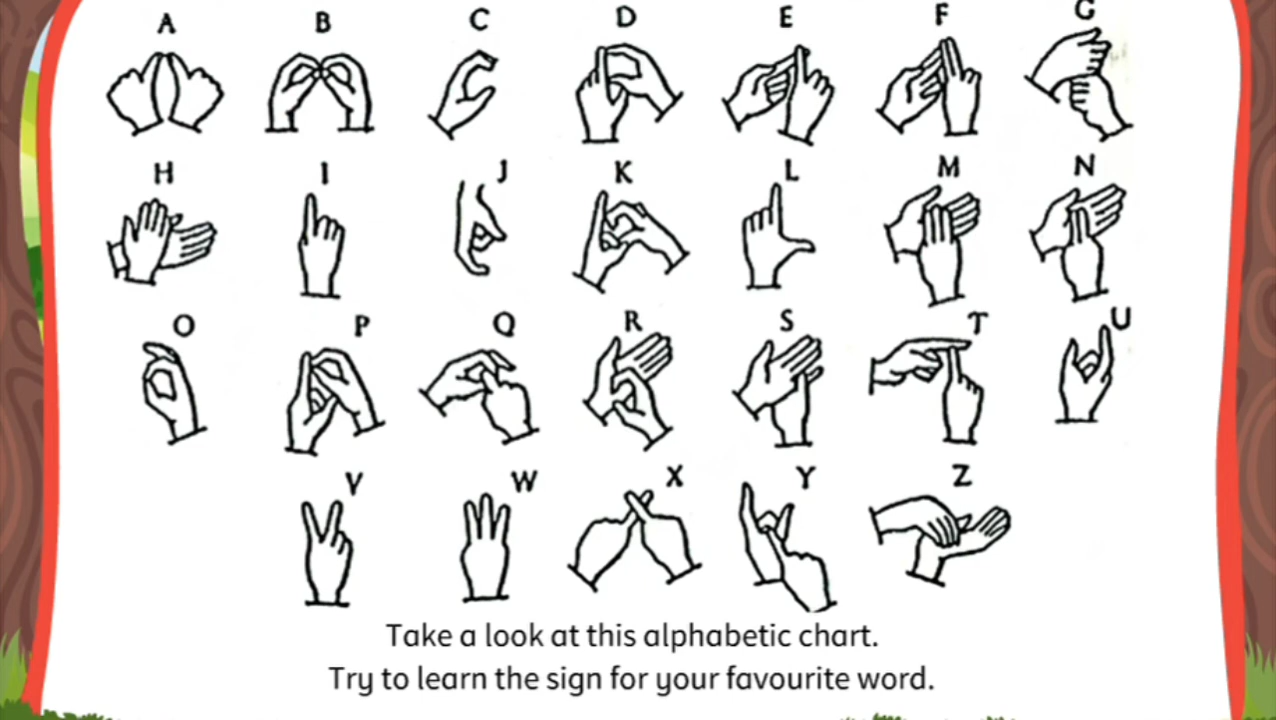 A B C D E F G
H I J K L M N
O P Q R S T U
V W X Y Z
Take a look at this alphabetic chart.
Try to learn the sign for your favourite word.